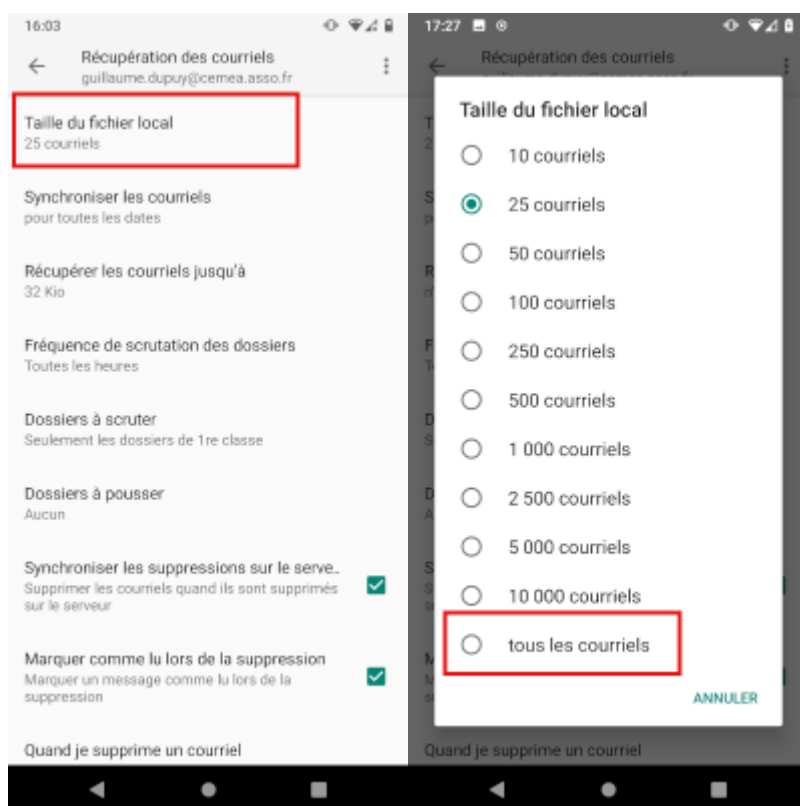 16:03
Récupération des courriels
guillaume.dupuy@cemea.asso.fr
Taille du fichier local
25 courriels
Synchroniser les courriels
pour toutes les dates
Récupérer les courriels jusqu'à
32 Kio
Fréquence de scrutation des dossiers
Toutes les heures
Dossiers à scruter
Seulement les dossiers de 1re classe
Dossiers à pousser
Aucun
Synchroniser les suppressions sur le serve…
Supprimer les courriels quand ils sont supprimés
sur le serveur
Marquer comme lu lors de la suppression
Marquer un message comme lu lors de la
suppression
Quand je supprime un courriel
17:27
Récupération des courriels
Taille du fichier local
10 courriels
25 courriels
50 courriels
100 courriels
250 courriels
500 courriels
1 000 courriels
2 500 courriels
5 000 courriels
10 000 courriels
tous les courriels
ANNULER
Quand je supprime un courriel